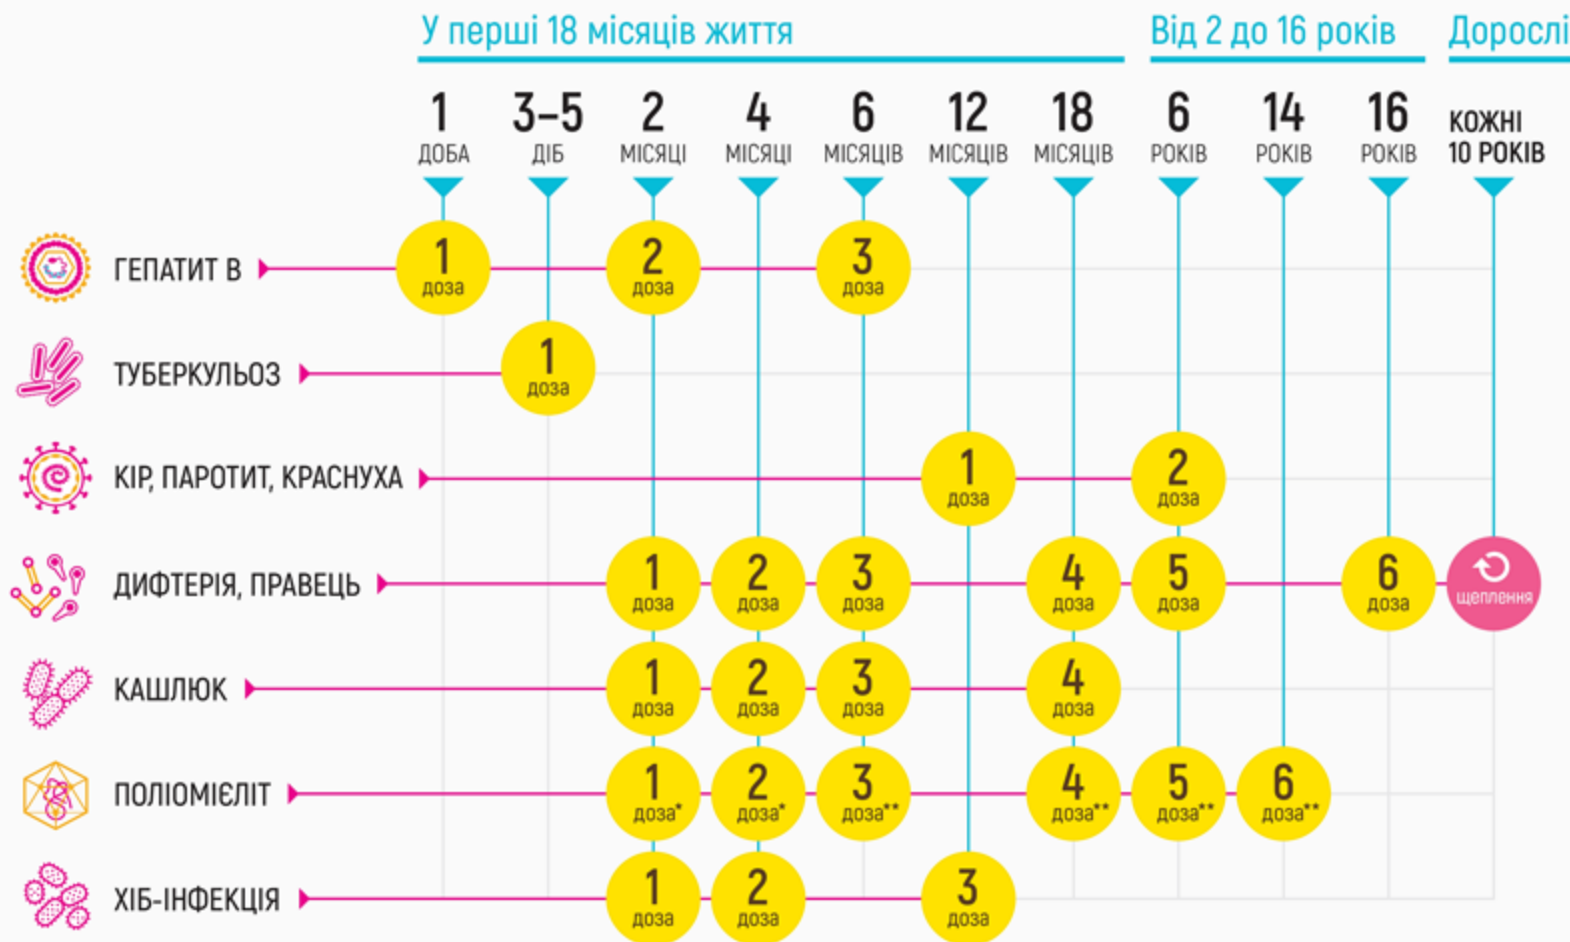 У перші 18 місяців життя
Від 2 до 16 років
Дорослі
1
ДОБА
3–5
ДІБ
2
МІСЯЦІ
4
МІСЯЦІ
6
МІСЯЦІВ
12
МІСЯЦІВ
18
МІСЯЦІВ
6
РОКІВ
14
РОКІВ
16
РОКІВ
КОЖНІ
10 РОКІВ
ГЕПАТИТ В
1
доза
2
доза
3
доза
ТУБЕРКУЛЬОЗ
1
доза
КІР, ПАРОТИТ, КРАСНУХА
1
доза
2
доза
ДИФТЕРІЯ, ПРАВЕЦЬ
1
доза
2
доза
3
доза
4
доза
5
доза
6
доза
щеплення
КАШЛЮК
1
доза
2
доза
3
доза
4
доза
ПОЛІОМІЄЛІТ
1
доза*
2
доза*
3
доза**
4
доза**
5
доза**
6
доза**
ХІБ-ІНФЕКЦІЯ
1
доза
2
доза
3
доза